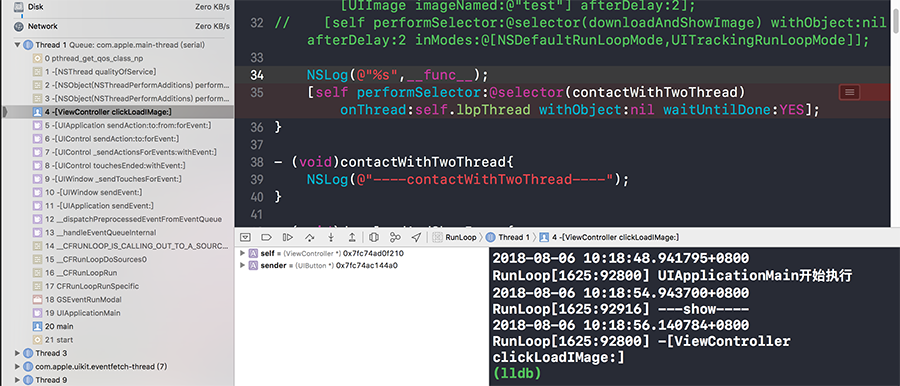 Disk
Zero KB/s
Network
Zero KB/s
Thread 1 Queue: com.apple.main-thread (serial)
0 pthread_get_qos_class_np
1 -[NSThread qualityOfService]
2 -[NSObject(NSThreadPerformAdditions) perform...
3 -[NSObject(NSThreadPerformAdditions) perform...
4 -[ViewController clickLoadIMage:]
5 -[UIApplication sendAction:to:from:forEvent:]
6 -[UIControl sendAction:to:forEvent:]
7 -[UIControl _sendActionsForEvents:withEvent:]
8 -[UIControl touchesEnded:withEvent:]
9 -[UIWindow _sendTouchesForEvent:]
10 -[UIWindow sendEvent:]
11 -[UIApplication sendEvent:]
12 __dispatchPreprocessedEventFromEventQueue
13 __handleEventQueueInternal
14 __CFRUNLOOP_IS_CALLING_OUT_TO_A_SOURC...
15 __CFRunLoopDoSources0
16 __CFRunLoopRun
17 CFRunLoopRunSpecific
18 GSEventRunModal
19 UIApplicationMain
20 main
21 start
Thread 3
com.apple.uikit.eventfetch-thread (7)
Thread 9
[UIImage imageNamed:@"test"] afterDelay:2];
32 // [self performSelector:@selector(downloadAndShowImage) withObject:nil
afterDelay:2 inModes:@[NSDefaultRunLoopMode,UITrackingRunLoopMode]];
33
34 NSLog(@"%s",__func__);
35 [self performSelector:@selector(contactWithTwoThread)
onThread:self.lbpThread withObject:nil waitUntilDone:YES];
36 }
37
38 - (void)contactWithTwoThread{
39 NSLog(@"----contactWithTwoThread----");
40 }
41
RunLoop
Thread 1
4 -[ViewController clickLoadIMage:]
self = (ViewController *) 0x7fc74ad0f210
sender = (UIButton *) 0x7fc74ac144a0
2018-08-06 10:18:48.941795+0800
RunLoop[1625:92800] UIApplicationMain开始执行
2018-08-06 10:18:54.943700+0800
RunLoop[1625:92916] ---show----
2018-08-06 10:18:56.140784+0800
RunLoop[1625:92800] -[ViewController
clickLoadIMage:]
(lldb)